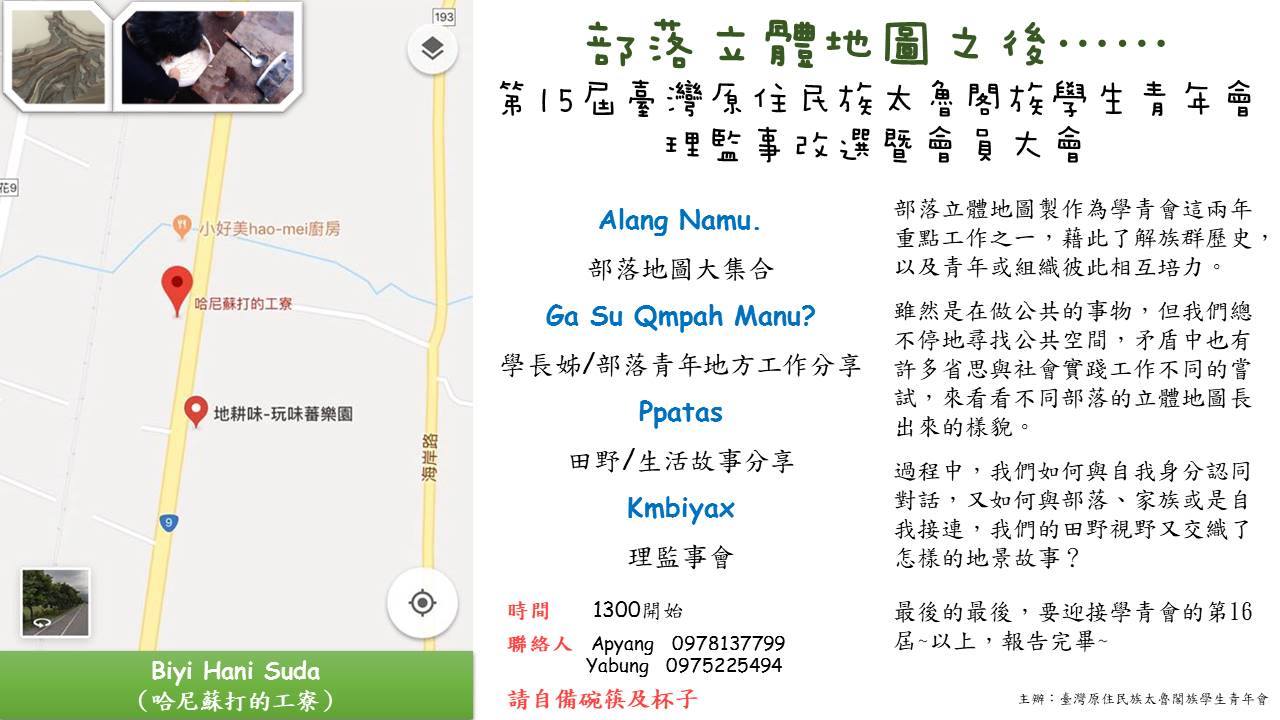 193
花9
小好美hao-mei廚房
哈尼蘇打的工寮
地耕味-玩味蕃樂園
海岸路
9
Biyi Hani Suda
（哈尼蘇打的工寮）
部落立體地圖之後……
第15屆臺灣原住民族太魯閣族學生青年會
理監事改選暨會員大會
Alang Namu.
部落地圖大集合
Ga Su Qmpah Manu?
學長姊/部落青年地方工作分享
Ppatas
田野/生活故事分享
Kmbiyax
理監事會
時間 1300開始
聯絡人 Apyang 0978137799
Yabung 0975225494
請自備碗筷及杯子
部落立體地圖製作為學青會這兩年
重點工作之一，藉此了解族群歷史，
以及青年或組織彼此相互培力。
雖然是在做公共的事物，但我們總
不停地尋找公共空間，矛盾中也有
許多省思與社會實踐工作不同的嘗
試，來看看不同部落的立體地圖長
出來的樣貌。
過程中，我們如何與自我身分認同
對話，又如何與部落、家族或是自
我接連，我們的田野視野又交織了
怎樣的地景故事？
最後的最後，要迎接學青會的第16
屆~以上，報告完畢~
主辦：臺灣原住民族太魯閣族學生青年會